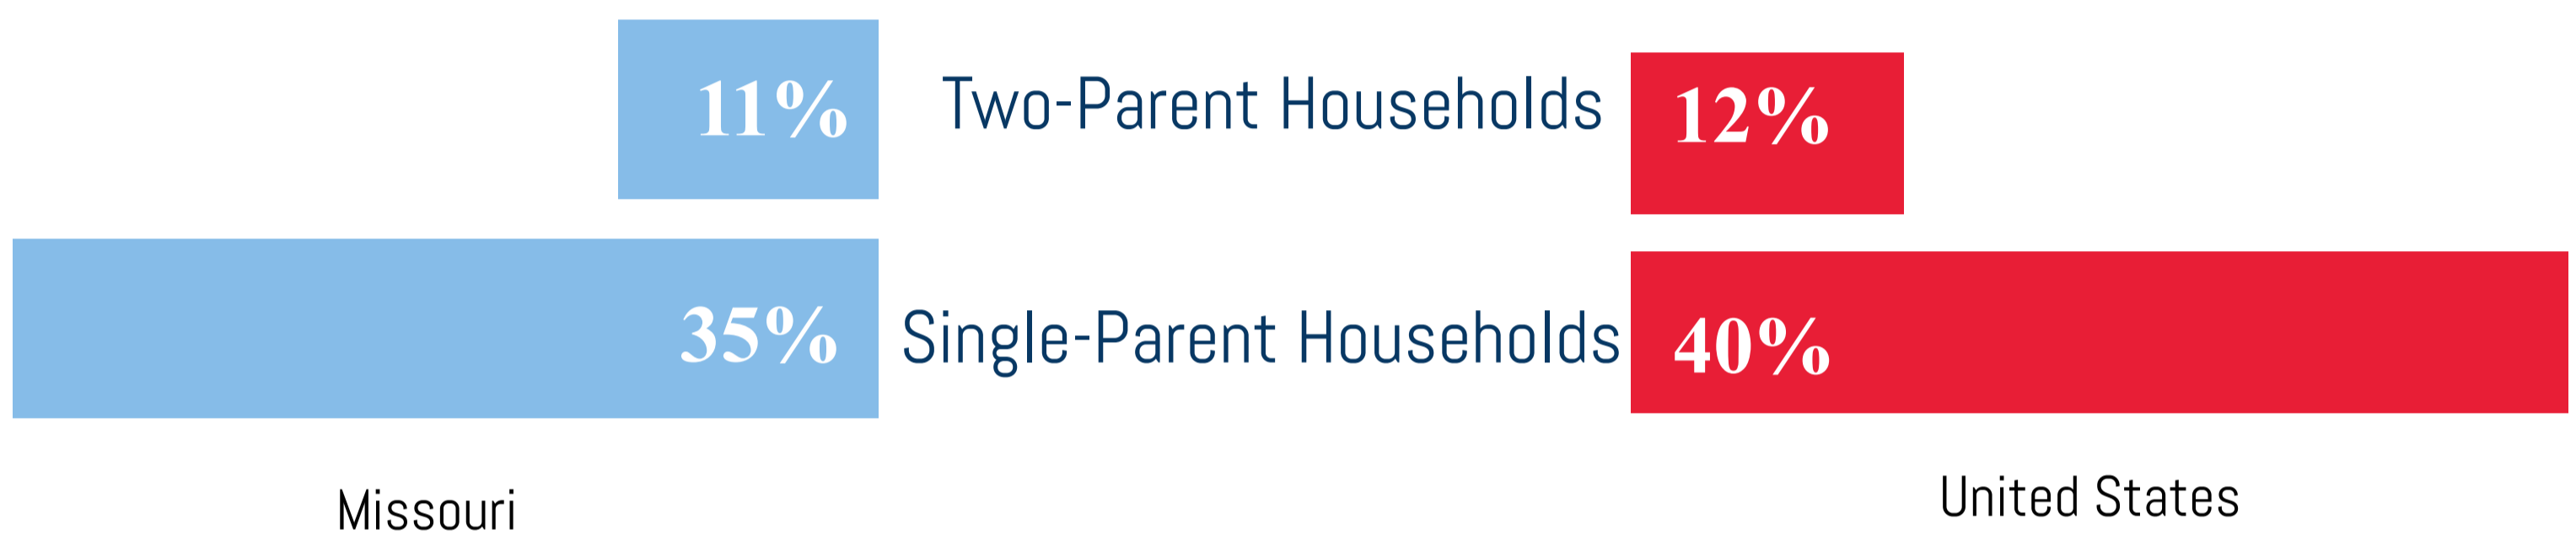 11% Two-Parent Households 12%
35% Single-Parent Households 40%
Missouri United States